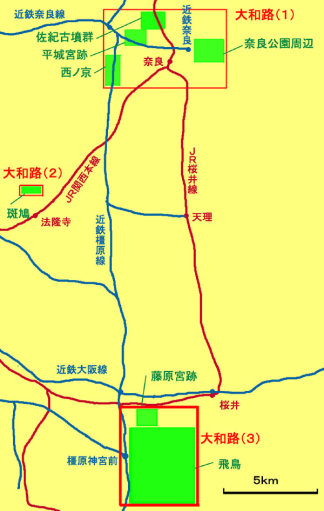 近鉄奈良線
大和路(1)
佐紀古墳群
近鉄奈良
平城宮跡
奈良公園周辺
西ノ京
奈良
JR関西本線
JR桜井線
大和路(2)
斑鳩
法隆寺
近鉄橿原線
天理
近鉄大阪線
藤原宮跡
桜井
大和路(3)
橿原神宮前
飛鳥
5km